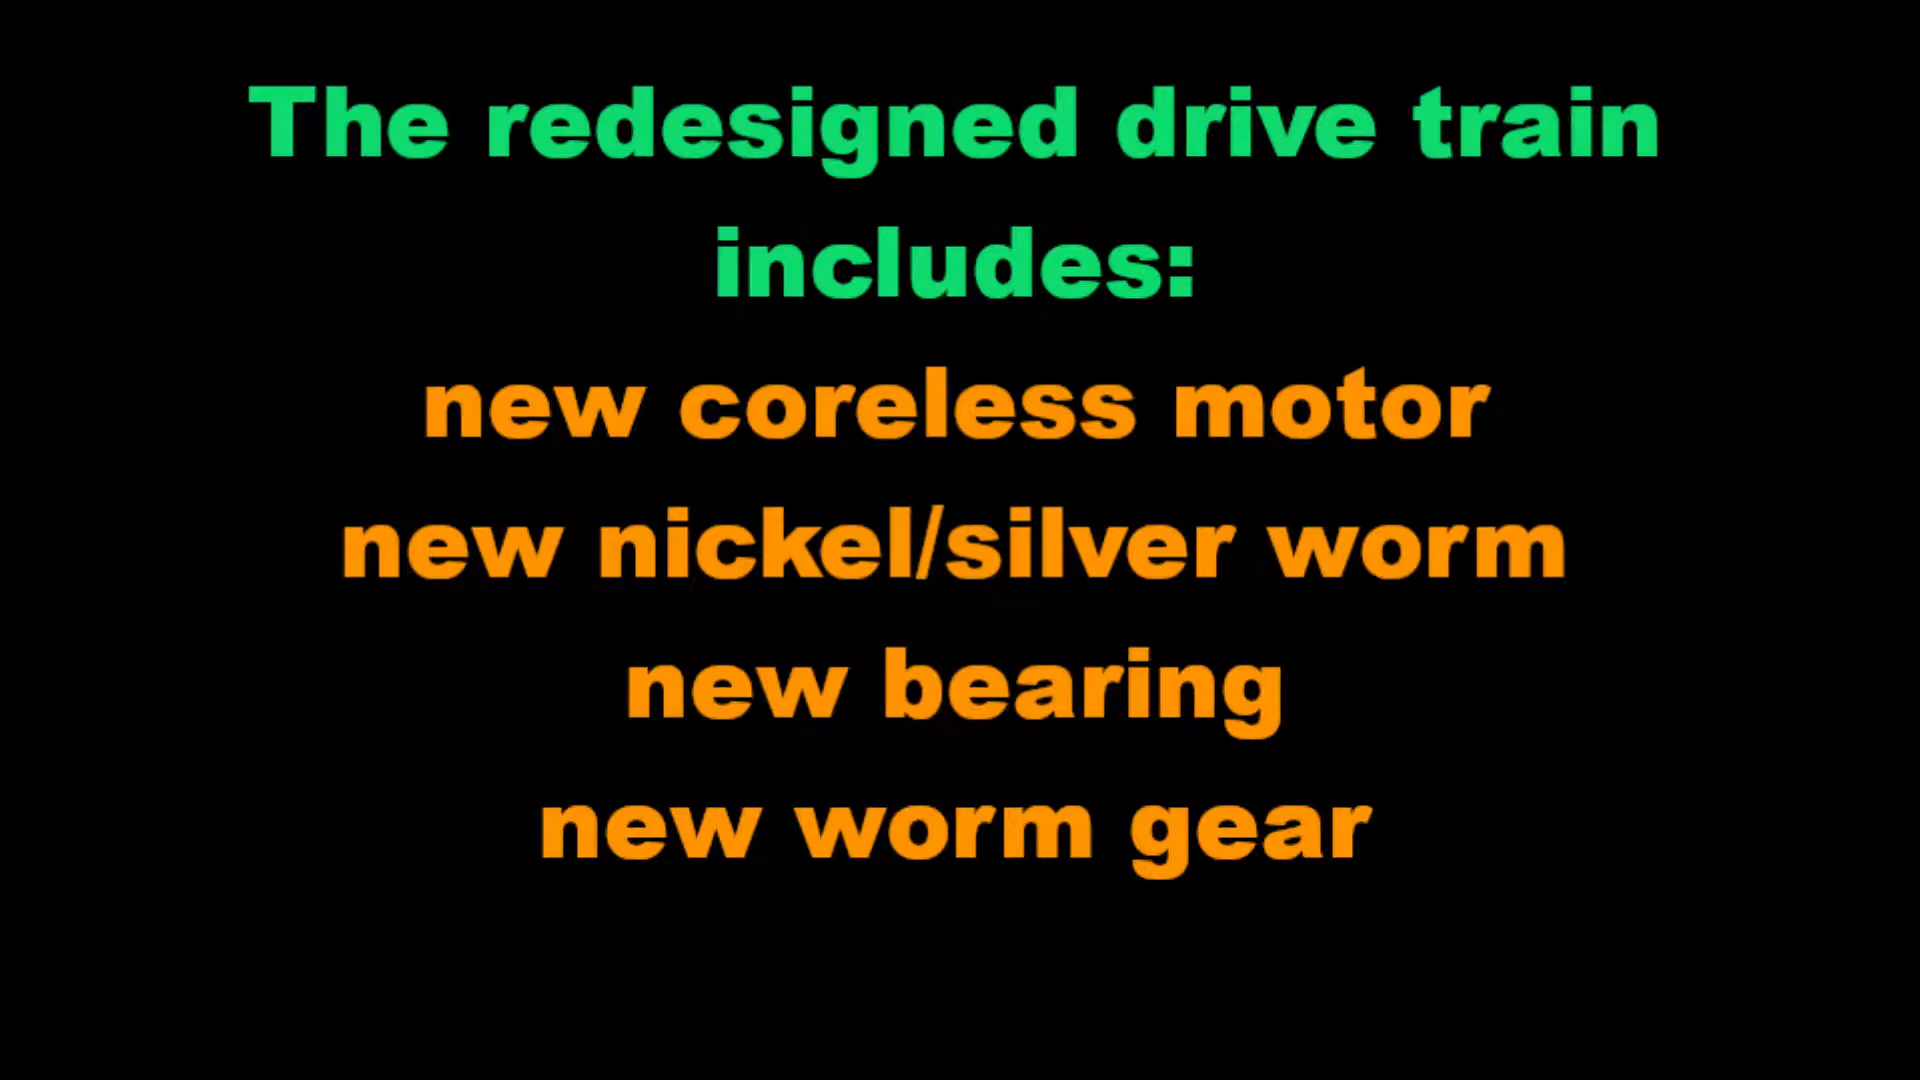 The redesigned drive train
includes:
new coreless motor
new nickel/silver worm
new bearing
new worm gear